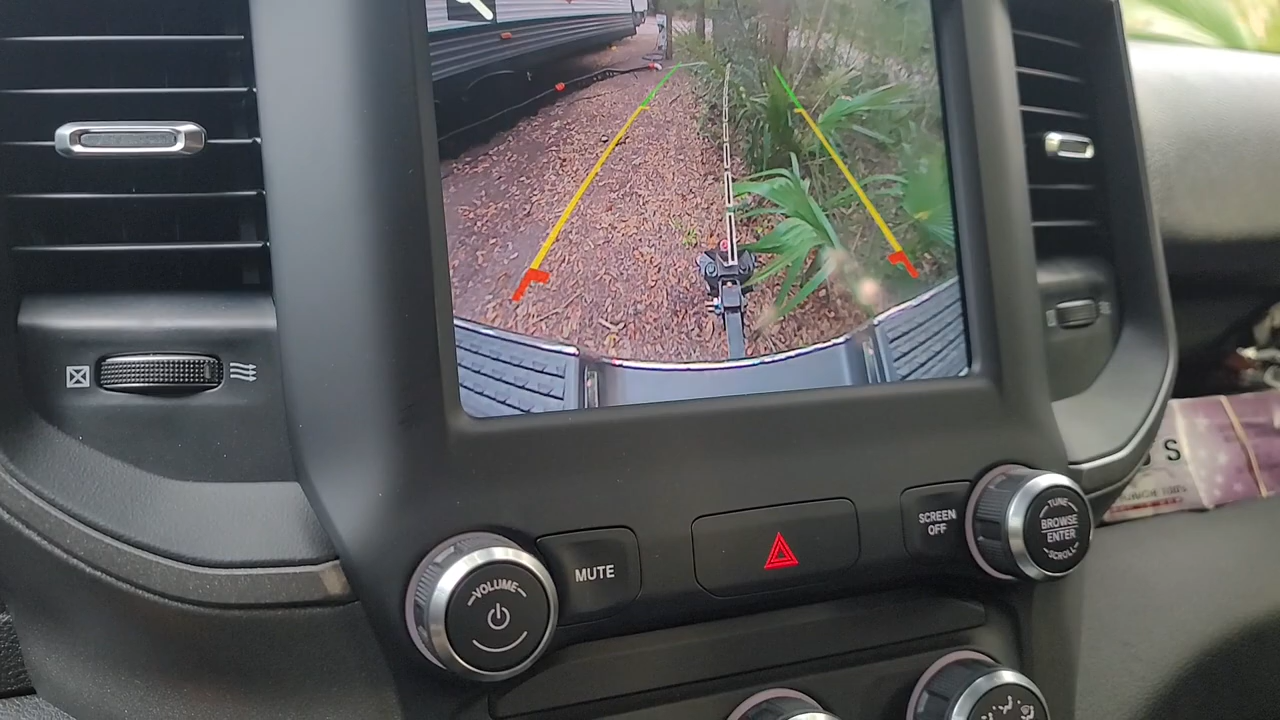 SCREEN
OFF
TUNE
BROWSE
ENTER
SCROLL
MUTE
VOLUME
S